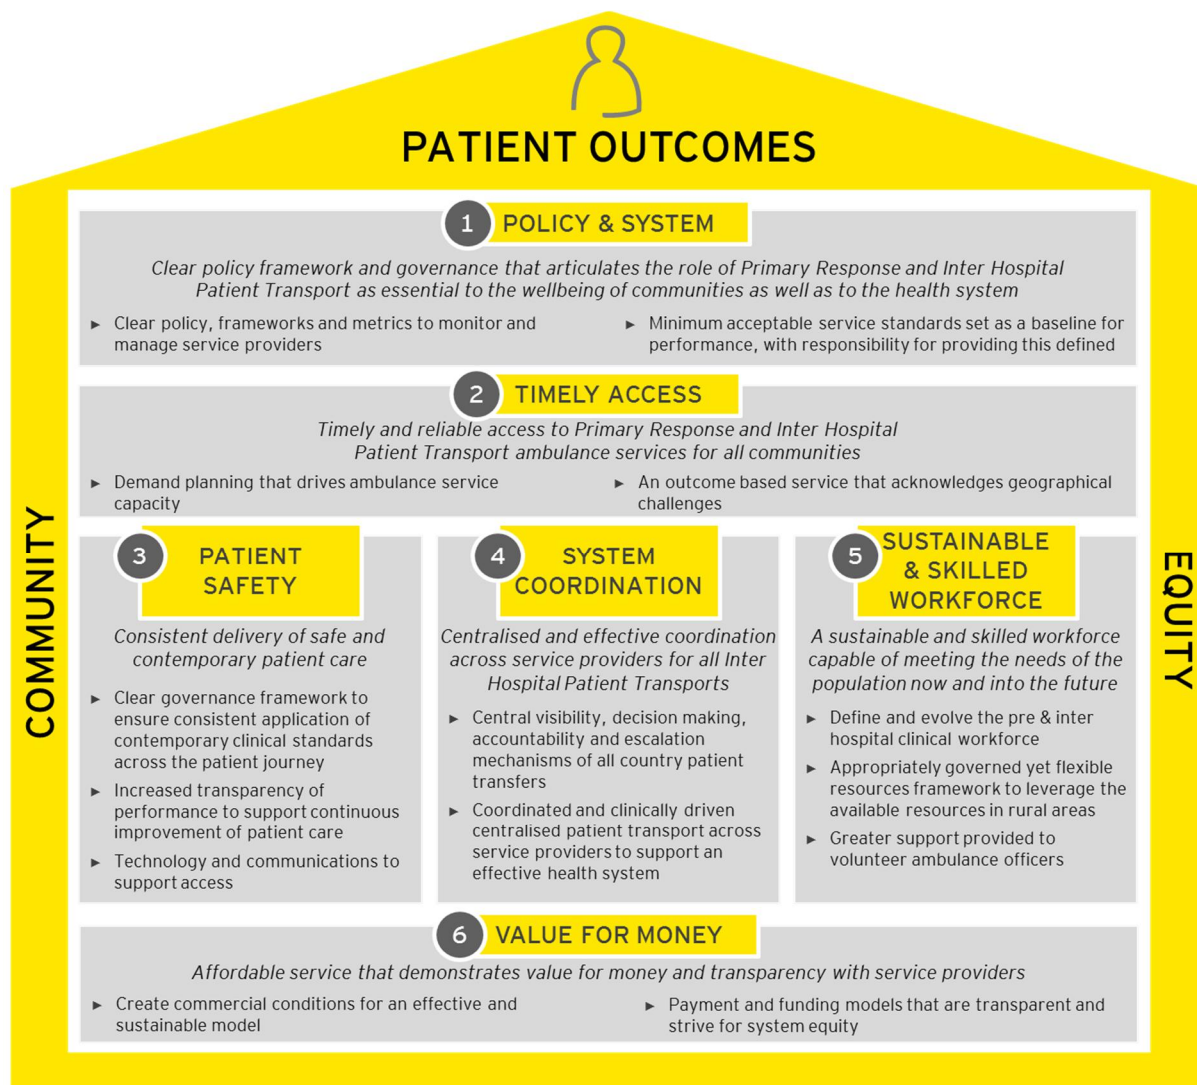 PATIENT OUTCOMES
COMMUNITY
EQUITY
1 POLICY & SYSTEM
Clear policy framework and governance that articulates the role of Primary Response and Inter Hospital
Patient Transport as essential to the wellbeing of communities as well as to the health system
► Clear policy, frameworks and metrics to monitor and
manage service providers
► Minimum acceptable service standards set as a baseline for
performance, with responsibility for providing this defined
2 TIMELY ACCESS
Timely and reliable access to Primary Response and Inter Hospital
Patient Transport ambulance services for all communities
► Demand planning that drives ambulance service
capacity
► An outcome based service that acknowledges geographical
challenges
3 PATIENT
SAFETY
Consistent delivery of safe and
contemporary patient care
► Clear governance framework to
ensure consistent application of
contemporary clinical standards
across the patient journey
► Increased transparency of
performance to support continuous
improvement of patient care
► Technology and communications to
support access
4 SYSTEM
COORDINATION
Centralised and effective coordination
across service providers for all Inter
Hospital Patient Transports
► Central visibility, decision making,
accountability and escalation
mechanisms of all country patient
transfers
► Coordinated and clinically driven
centralised patient transport across
service providers to support an
effective health system
5 SUSTAINABLE
& SKILLED
WORKFORCE
A sustainable and skilled workforce
capable of meeting the needs of the
population now and into the future
► Define and evolve the pre & inter
hospital clinical workforce
► Appropriately governed yet flexible
resources framework to leverage the
available resources in rural areas
► Greater support provided to
volunteer ambulance officers
6 VALUE FOR MONEY
Affordable service that demonstrates value for money and transparency with service providers
► Create commercial conditions for an effective and
sustainable model
► Payment and funding models that are transparent and
strive for system equity